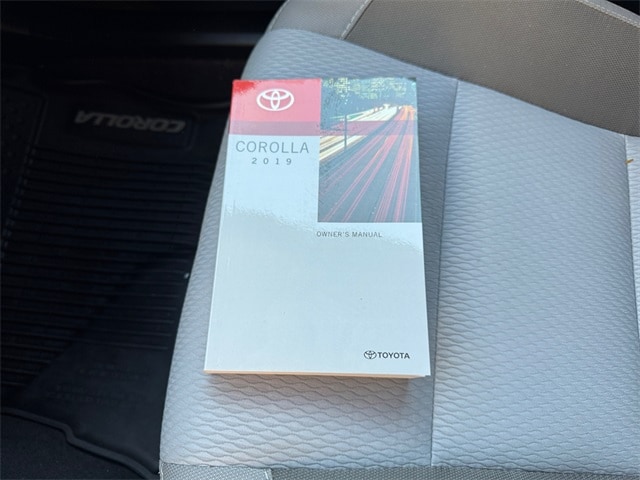 COROLLA
COROLLA
2019
OWNER'S MANUAL
TOYOTA